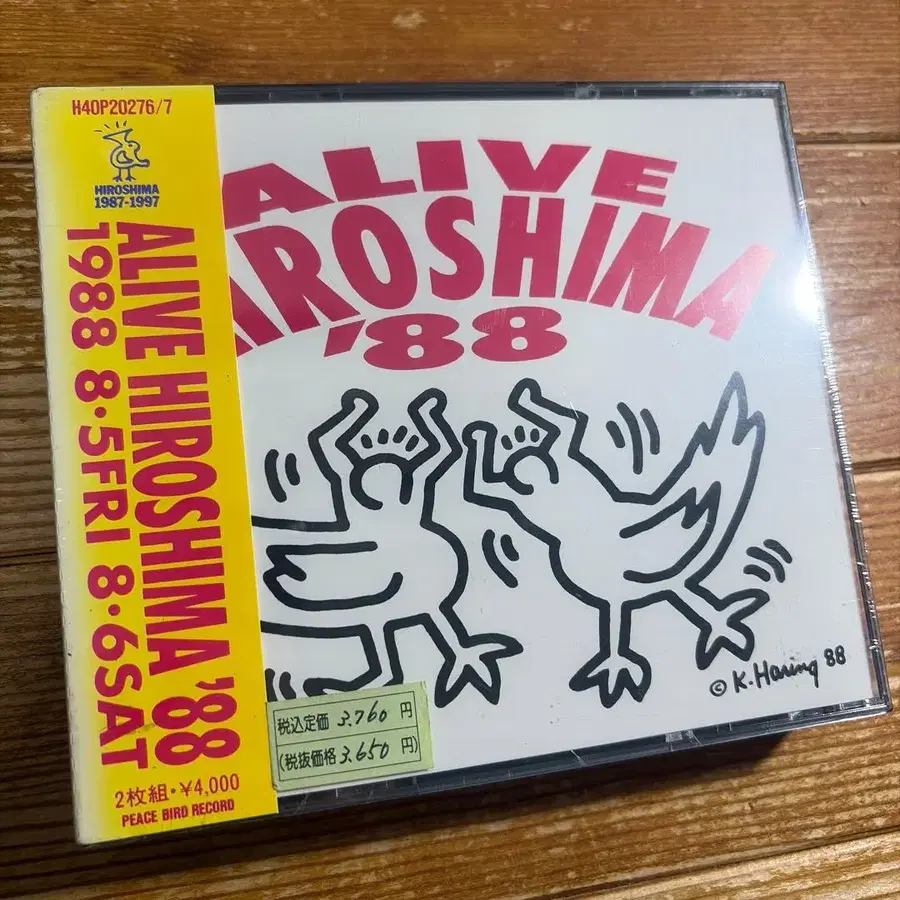 H40P20276/7
HIROSHIMA
1987-1997
ALIVE HIROSHIMA '88
1988 8・5FRI 8・6SAT
2枚組・¥4,000
PEACE BIRD RECORD
ALIVE
HIROSHIMA
'88
© K. Haring 88
税込定価 3,760 円
(税抜価格 3,650 円)